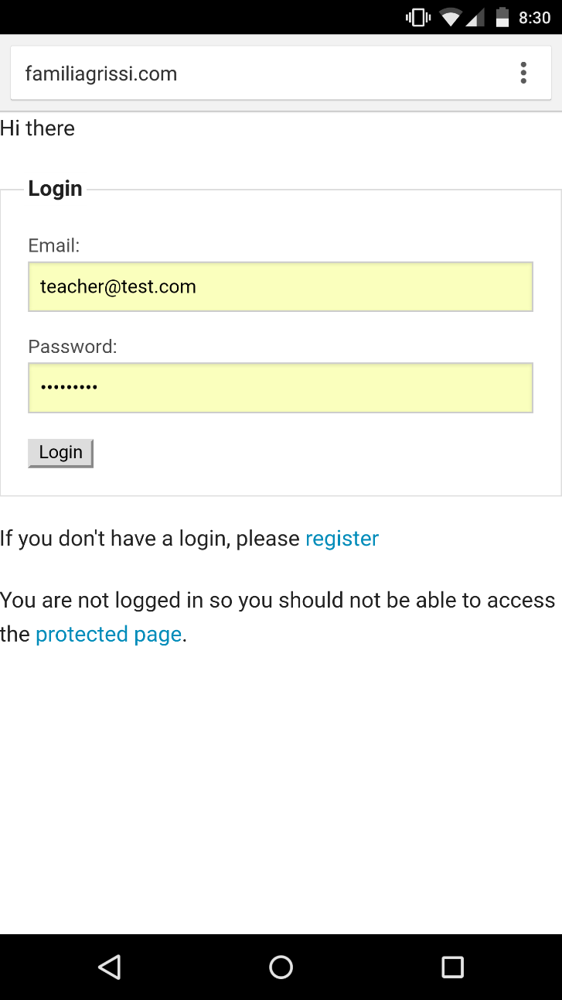 8:30
familiagrissi.com
Hi there
Login
Email:
teacher@test.com
Password:
•••••••••
Login
If you don't have a login, please register
You are not logged in so you should not be able to access
the protected page.